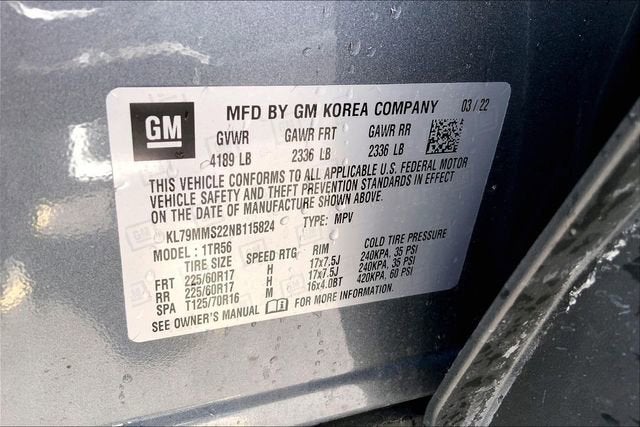 GM
MFD BY GM KOREA COMPANY 03/22
GVWR GAWR FRT GAWR RR
4189 LB 2336 LB 2336 LB
THIS VEHICLE CONFORMS TO ALL APPLICABLE U.S. FEDERAL MOTOR
VEHICLE SAFETY AND THEFT PREVENTION STANDARDS IN EFFECT
ON THE DATE OF MANUFACTURE SHOWN ABOVE.
KL79MMS22NB115824 TYPE: MPV
MODEL: 1TR56
TIRE SIZE SPEED RTG RIM COLD TIRE PRESSURE
FRT 225/60R17 H 17x7.5J 240KPA, 35 PSI
RR 225/60R17 H 17x7.5J 240KPA, 35 PSI
SPA T125/70R16 M 16x4.0BT 420KPA, 60 PSI
SEE OWNER'S MANUAL FOR MORE INFORMATION.